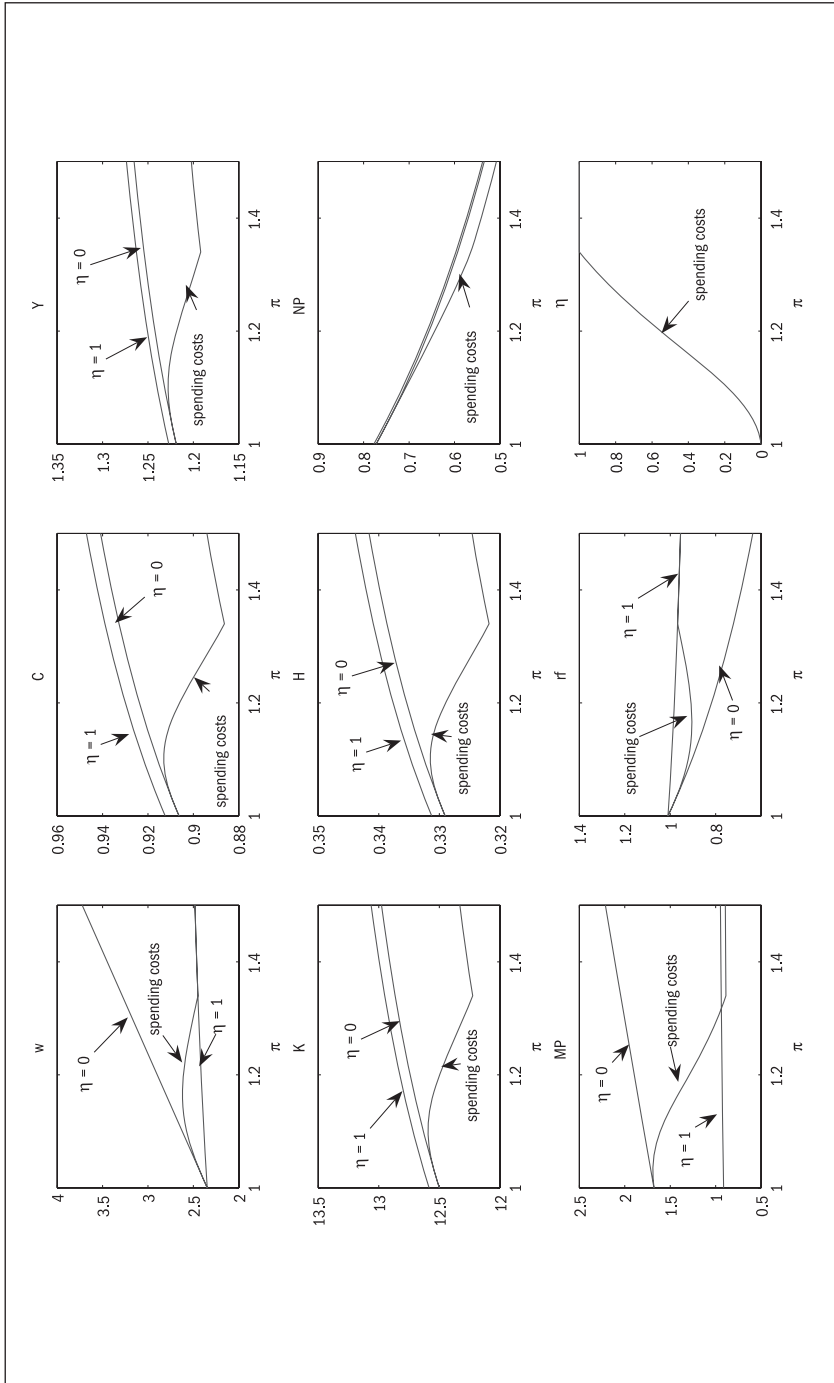 w
4
3.5
3
2.5
2
1
1.2
1.4
π
η = 0
spending costs
η = 1
C
0.96
0.94
0.92
0.9
0.88
1
1.2
1.4
π
η = 1
η = 0
spending costs
Y
1.35
1.3
1.25
1.2
1.15
1
1.2
1.4
π
η = 1
η = 0
spending costs
K
13.5
13
12.5
12
1
1.2
1.4
π
η = 1
η = 0
spending costs
H
0.35
0.34
0.33
0.32
1
1.2
1.4
π
η = 1
η = 0
spending costs
NP
0.9
0.8
0.7
0.6
0.5
1
1.2
1.4
π
spending costs
MP
2.5
2
1.5
1
0.5
1
1.2
1.4
π
η = 0
spending costs
η = 1
rf
1.4
1.2
1
0.8
1
1.2
1.4
π
spending costs
η = 1
η = 0
η
1
0.8
0.6
0.4
0.2
0
1
1.2
1.4
π
spending costs